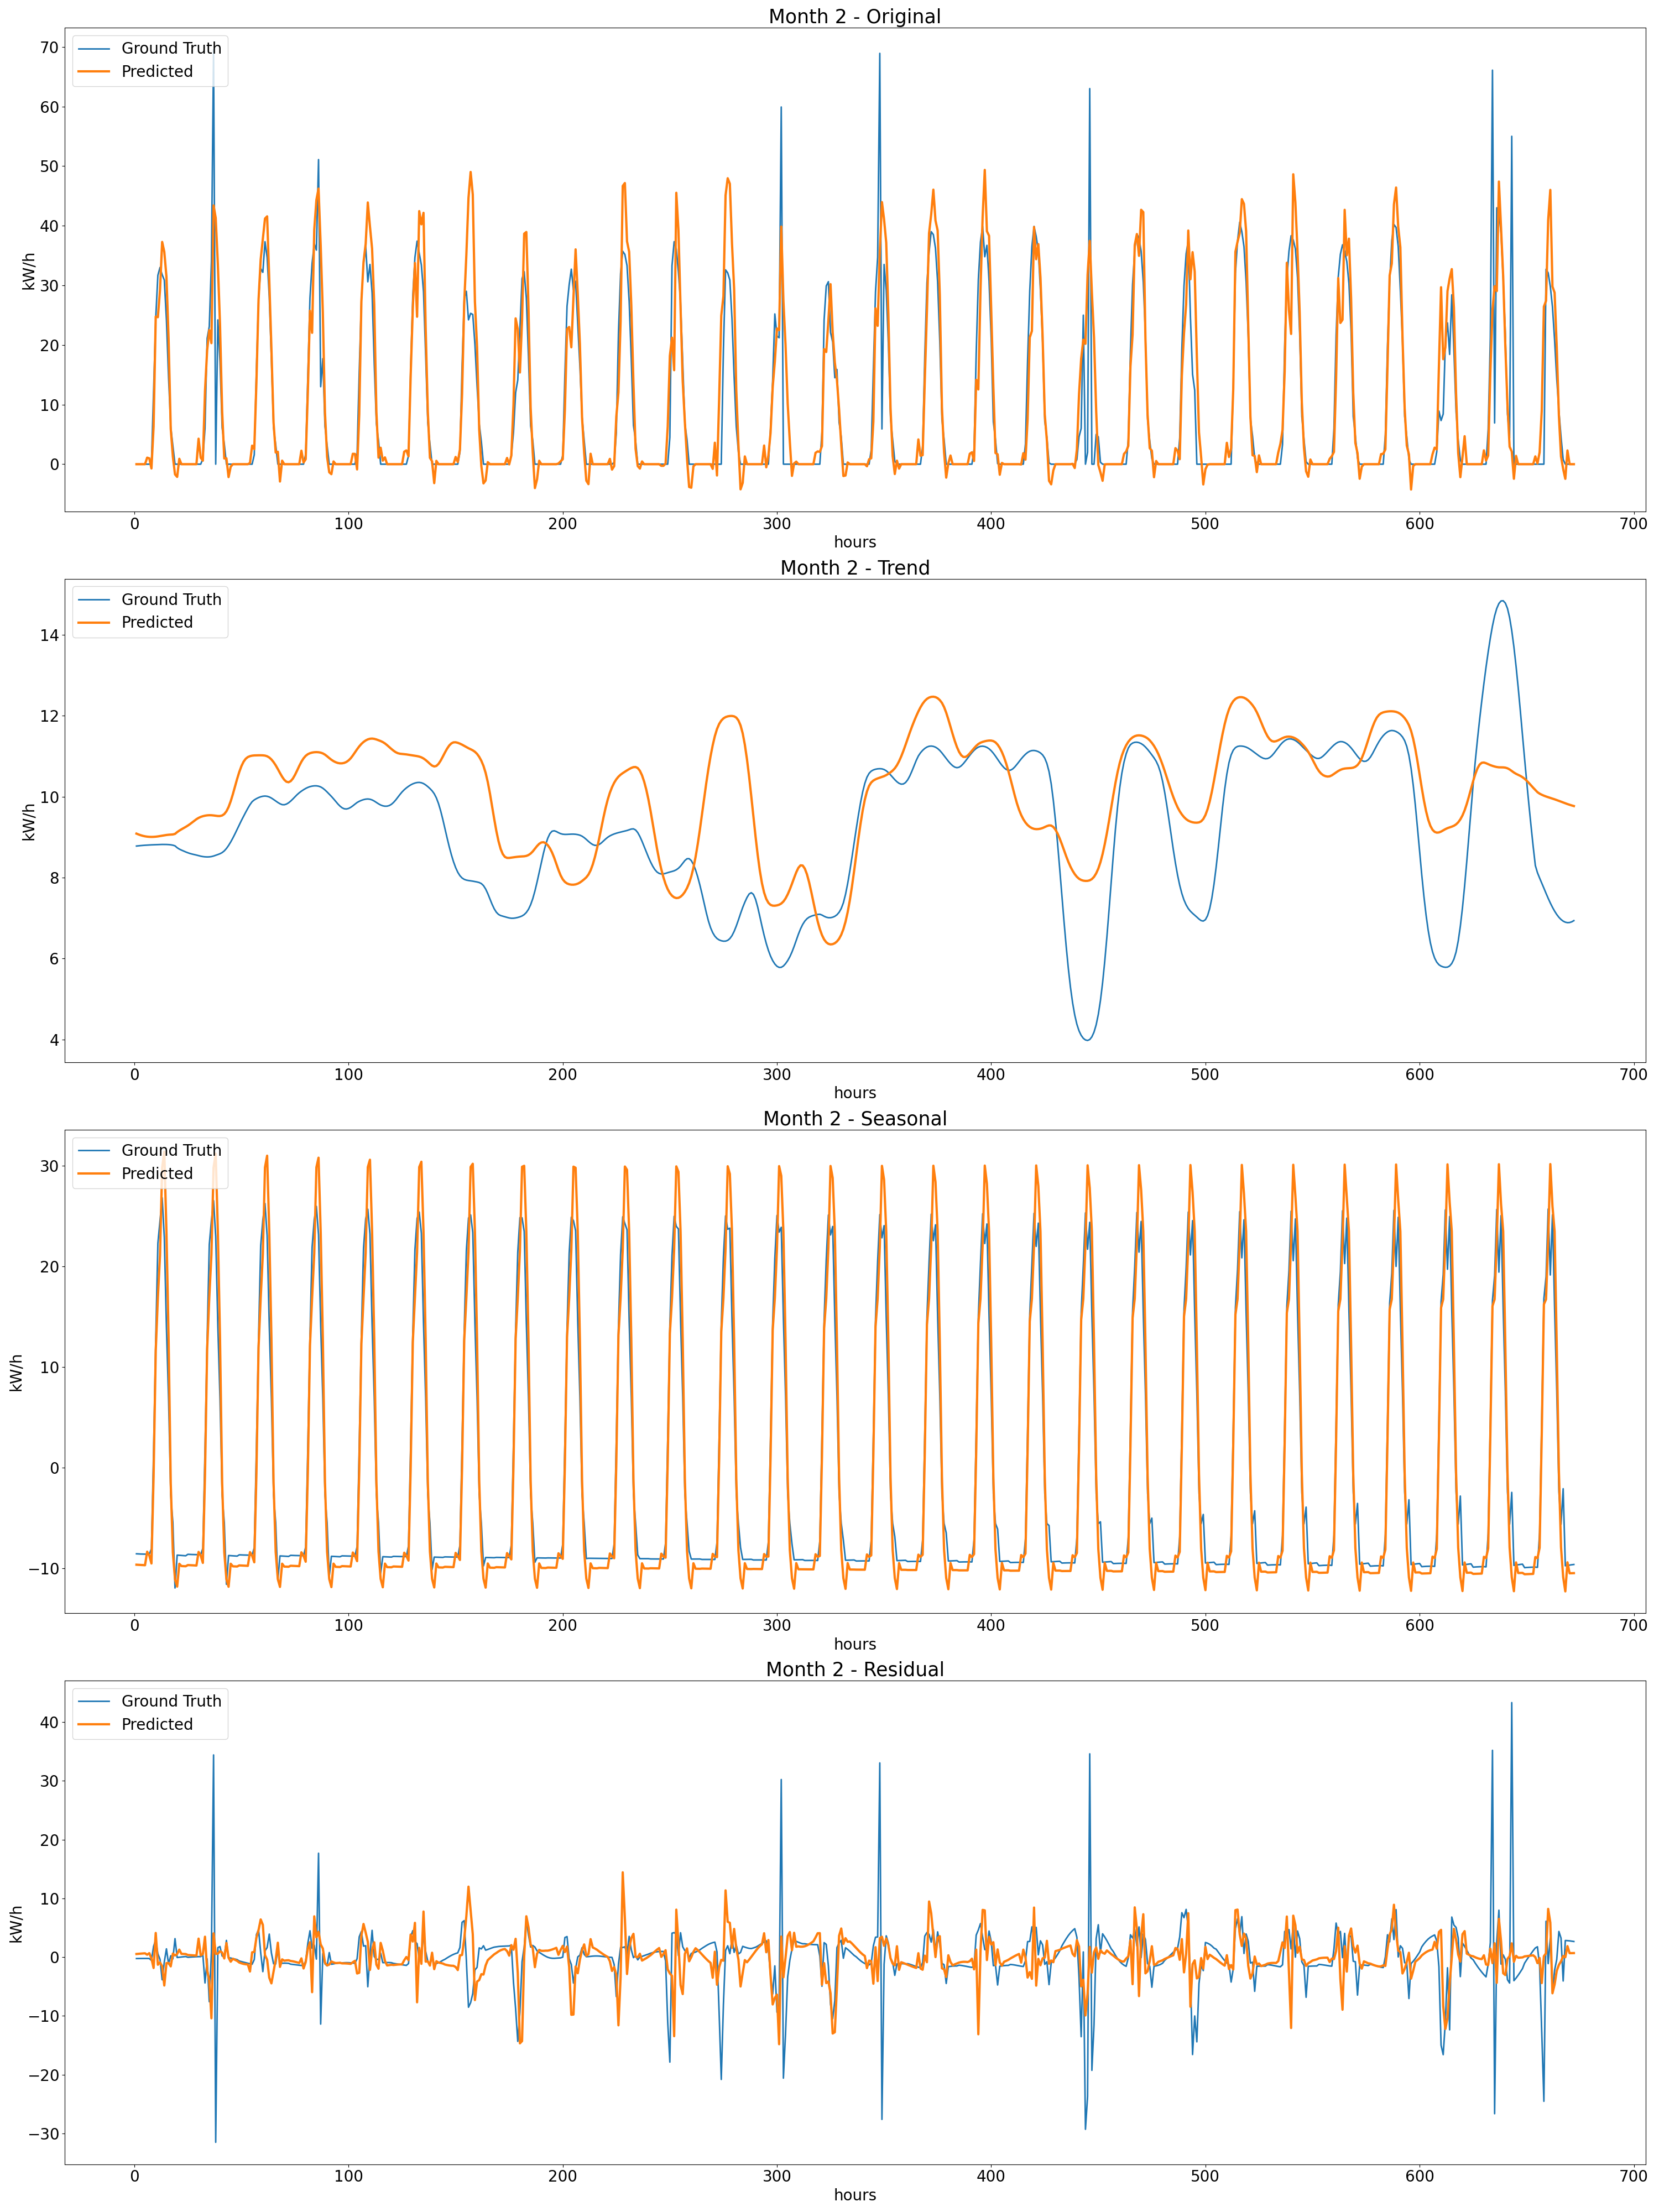 Month 2 - Original
Ground Truth
Predicted
70
60
50
40
30
20
10
0
kW/h
0 100 200 300 400 500 600 700
hours
Month 2 - Trend
Ground Truth
Predicted
14
12
10
8
6
4
kW/h
0 100 200 300 400 500 600 700
hours
Month 2 - Seasonal
Ground Truth
Predicted
30
20
10
0
−10
kW/h
0 100 200 300 400 500 600 700
hours
Month 2 - Residual
Ground Truth
Predicted
40
30
20
10
0
−10
−20
−30
kW/h
0 100 200 300 400 500 600 700
hours